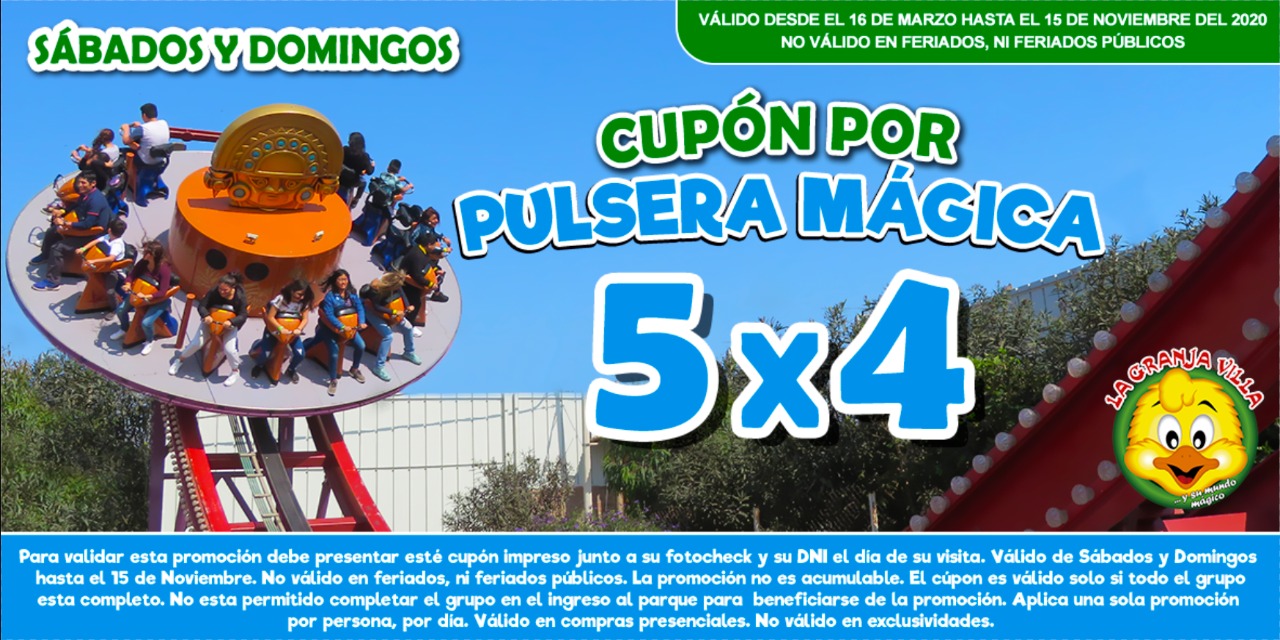 SÁBADOS Y DOMINGOS
VÁLIDO DESDE EL 16 DE MARZO HASTA EL 15 DE NOVIEMBRE DEL 2020
NO VÁLIDO EN FERIADOS, NI FERIADOS PÚBLICOS
CUPÓN POR
PULSERA MÁGICA
5x4
LA GRANJA VILLA
...y su mundo
mágico
Para validar esta promoción debe presentar esté cupón impreso junto a su fotocheck y su DNI el día de su visita. Válido de Sábados y Domingos
hasta el 15 de Noviembre. No válido en feriados, ni feriados públicos. La promoción no es acumulable. El cúpon es válido solo si todo el grupo
esta completo. No esta permitido completar el grupo en el ingreso al parque para beneficiarse de la promoción. Aplica una sola promoción
por persona, por día. Válido en compras presenciales. No válido en exclusividades.